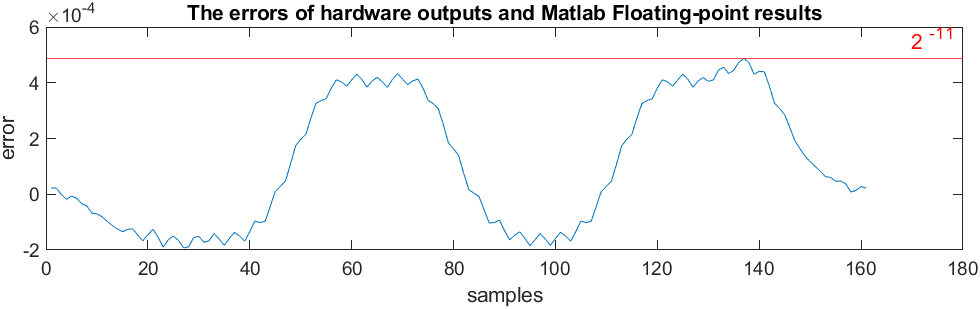 ×10⁻⁴ The errors of hardware outputs and Matlab Floating-point results
6
2 ⁻¹¹
4
2
0
-2
error
0 20 40 60 80 100 120 140 160 180
samples